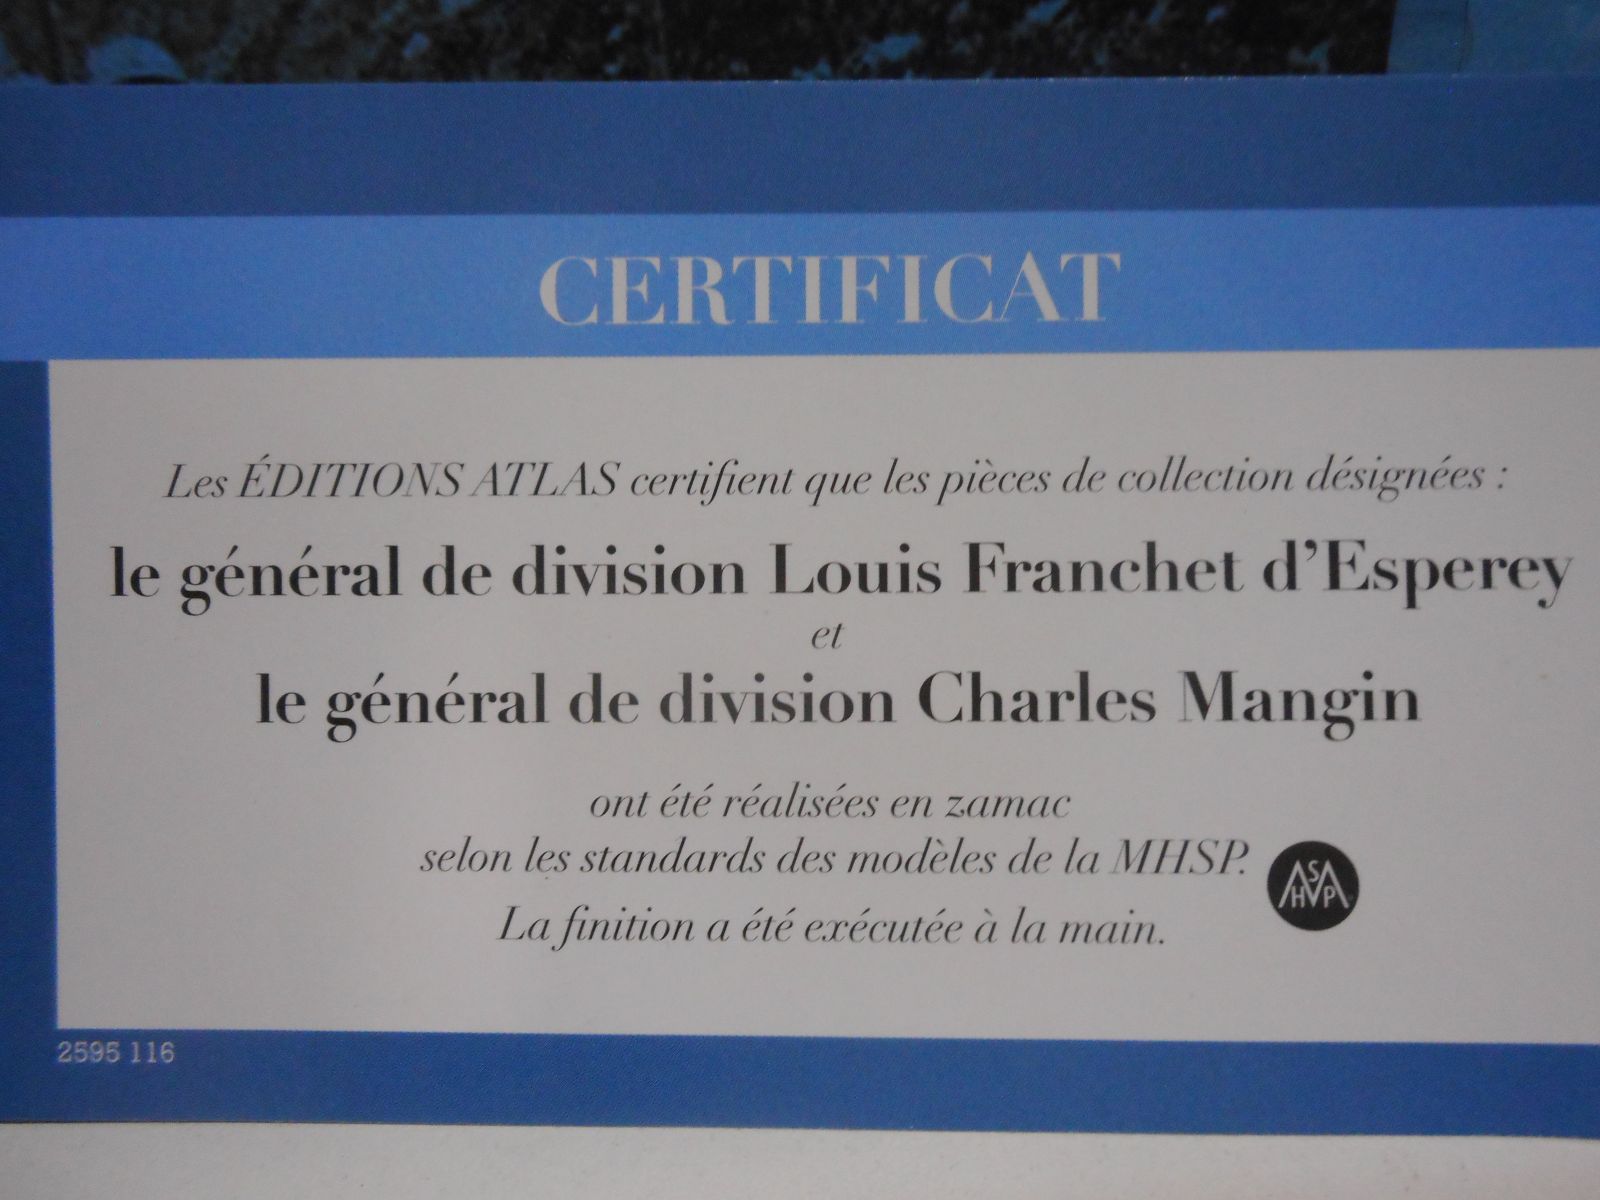 CERTIFICAT
Les ÉDITIONS ATLAS certifient que les pièces de collection désignées :
le général de division Louis Franchet d’Esperey
et
le général de division Charles Mangin
ont été réalisées en zamac
selon les standards des modèles de la MHSP.
MHSP
La finition a été exécutée à la main.
2595 116